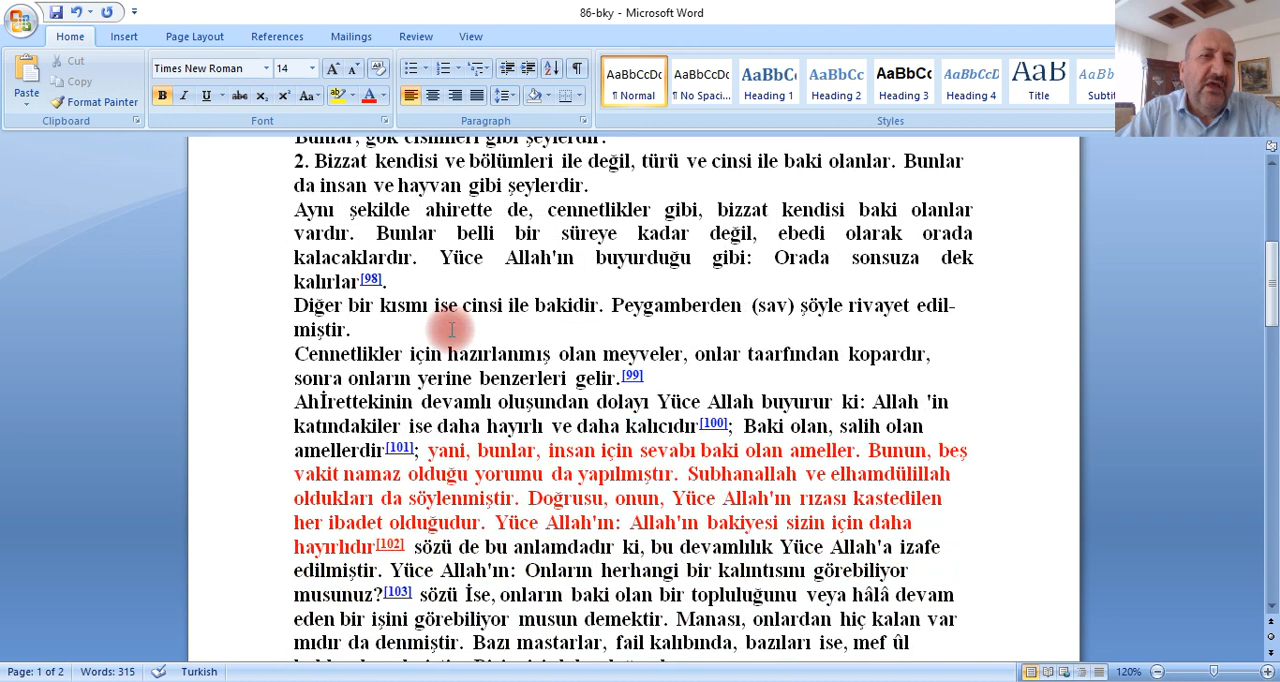 86-bky - Microsoft Word
Home Insert Page Layout References Mailings Review View
Paste
Cut
Copy
Format Painter
Clipboard
Times New Roman 14
Font
Paragraph
AaBbCcDc AaBbCcDc AaBbCc AaBbCc AaBbCc AaBbCcD AaB AaBb
¶ Normal ¶ No Spaci... Heading 1 Heading 2 Heading 3 Heading 4 Title Subtit
Styles
Bunlar, gök cisimleri gibi şeylerdir.
2. Bizzat kendisi ve bölümleri ile değil, türü ve cinsi ile baki olanlar. Bunlar
da insan ve hayvan gibi şeylerdir.
Aynı şekilde ahirette de, cennetlikler gibi, bizzat kendisi baki olanlar
vardır. Bunlar belli bir süreye kadar değil, ebedi olarak orada
kalacaklardır. Yüce Allah'ın buyurduğu gibi: Orada sonsuza dek
kalırlar[98].
Diğer bir kısmı ise cinsi ile bakidir. Peygamberden (sav) şöyle rivayet edil-
miştir.
Cennetlikler için hazırlanmış olan meyveler, onlar taarfından kopardır,
sonra onların yerine benzerleri gelir.[99]
Ahİrettekinin devamlı oluşundan dolayı Yüce Allah buyurur ki: Allah 'in
katındakiler ise daha hayırlı ve daha kalıcıdır[100]; Baki olan, salih olan
amellerdir[101]; yani, bunlar, insan için sevabı baki olan ameller. Bunun, beş
vakit namaz olduğu yorumu da yapılmıştır. Subhanallah ve elhamdülillah
oldukları da söylenmiştir. Doğrusu, onun, Yüce Allah'ın rızası kastedilen
her ibadet olduğudur. Yüce Allah'ın: Allah'ın bakiyesi sizin için daha
hayırlıdır[102] sözü de bu anlamdadır ki, bu devamlılık Yüce Allah'a izafe
edilmiştir. Yüce Allah'ın: Onların herhangi bir kalıntısını görebiliyor
musunuz?[103] sözü İse, onların baki olan bir topluluğunu veya hâlâ devam
eden bir işini görebiliyor musun demektir. Manası, onlardan hiç kalan var
mıdır da denmiştir. Bazı mastarlar, fail kalıbında, bazıları ise, mef ûl
Page: 1 of 2 Words: 315 Turkish 120%